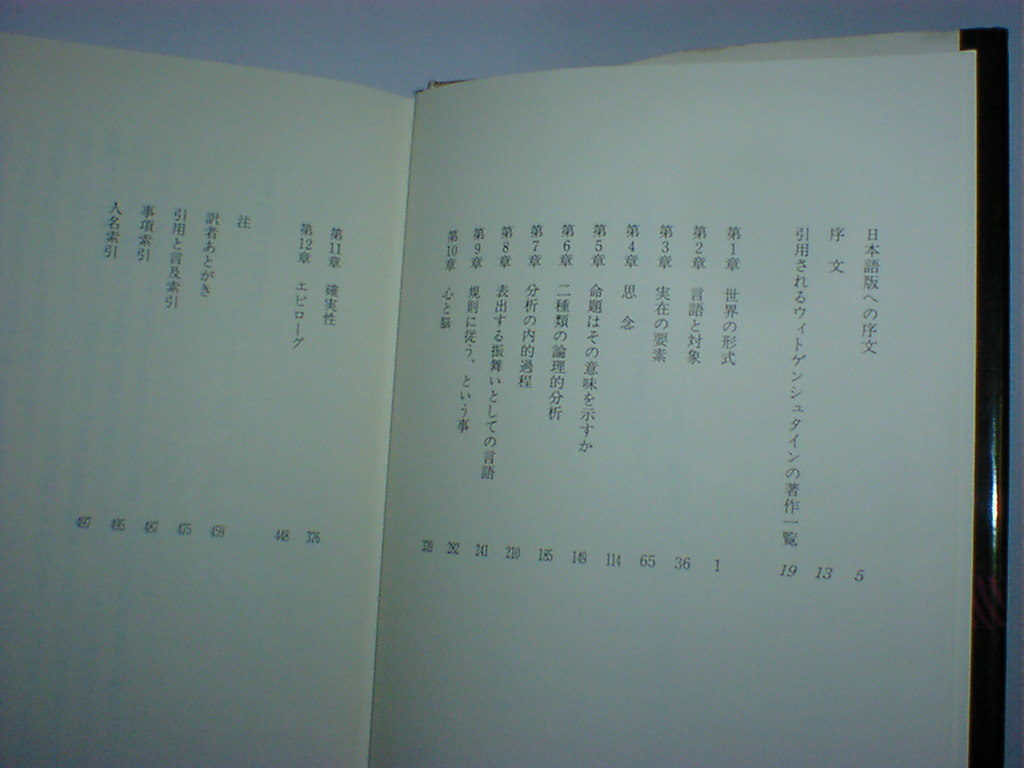 日本語版への序文 5
序文 13
引用されるウィトゲンシュタインの著作一覧 19
第1章 世界の形式 1
第2章 言語と対象 36
第3章 実在の要素 65
第4章 思念 114
第5章 命題はその意味を示すか 149
第6章 二種類の論理的分析 185
第7章 分析の内的過程 210
第8章 表出する振舞いとしての言語 241
第9章 規則に従う、という事 292
第10章 心と脳 339
第11章 確実性 376
第12章 エピローグ 448
注 459
訳者あとがき 475
引用と言及索引 487
事項索引
人名索引 497